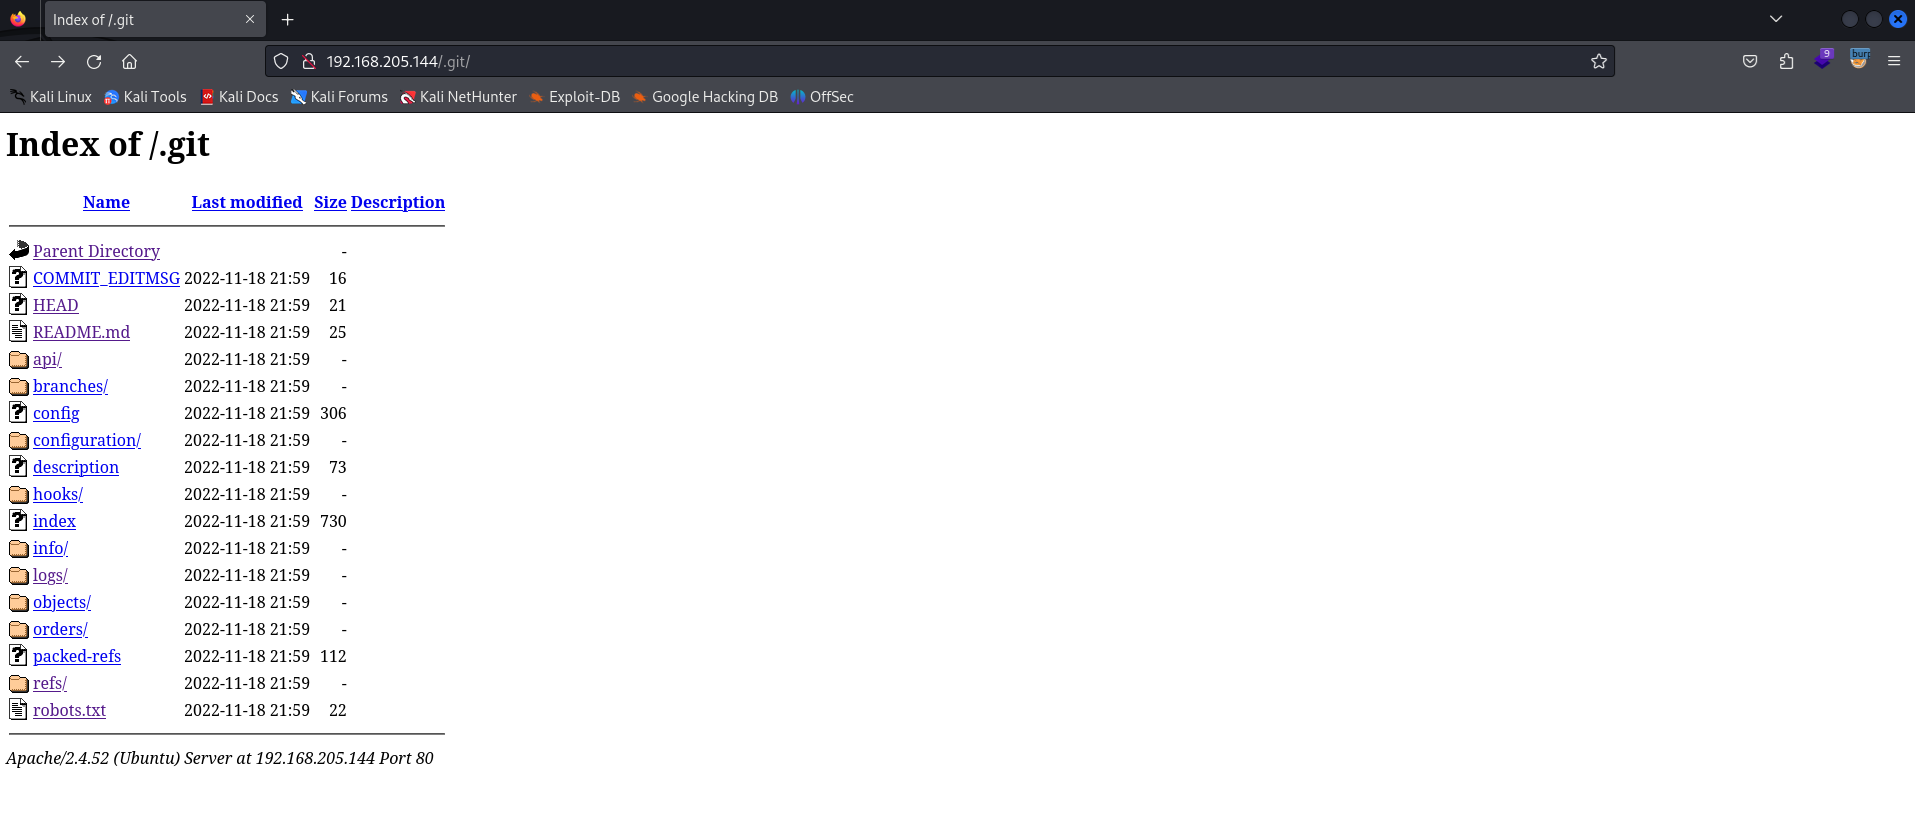 Index of /.git
192.168.205.144/.git/
9
burp
Kali Linux Kali Tools Kali Docs Kali Forums Kali NetHunter Exploit-DB Google Hacking DB OffSec
Index of /.git
Name Last modified Size Description
Parent Directory -
COMMIT_EDITMSG 2022-11-18 21:59 16
HEAD 2022-11-18 21:59 21
README.md 2022-11-18 21:59 25
api/ 2022-11-18 21:59 -
branches/ 2022-11-18 21:59 -
config 2022-11-18 21:59 306
configuration/ 2022-11-18 21:59 -
description 2022-11-18 21:59 73
hooks/ 2022-11-18 21:59 -
index 2022-11-18 21:59 730
info/ 2022-11-18 21:59 -
logs/ 2022-11-18 21:59 -
objects/ 2022-11-18 21:59 -
orders/ 2022-11-18 21:59 -
packed-refs 2022-11-18 21:59 112
refs/ 2022-11-18 21:59 -
robots.txt 2022-11-18 21:59 22
Apache/2.4.52 (Ubuntu) Server at 192.168.205.144 Port 80